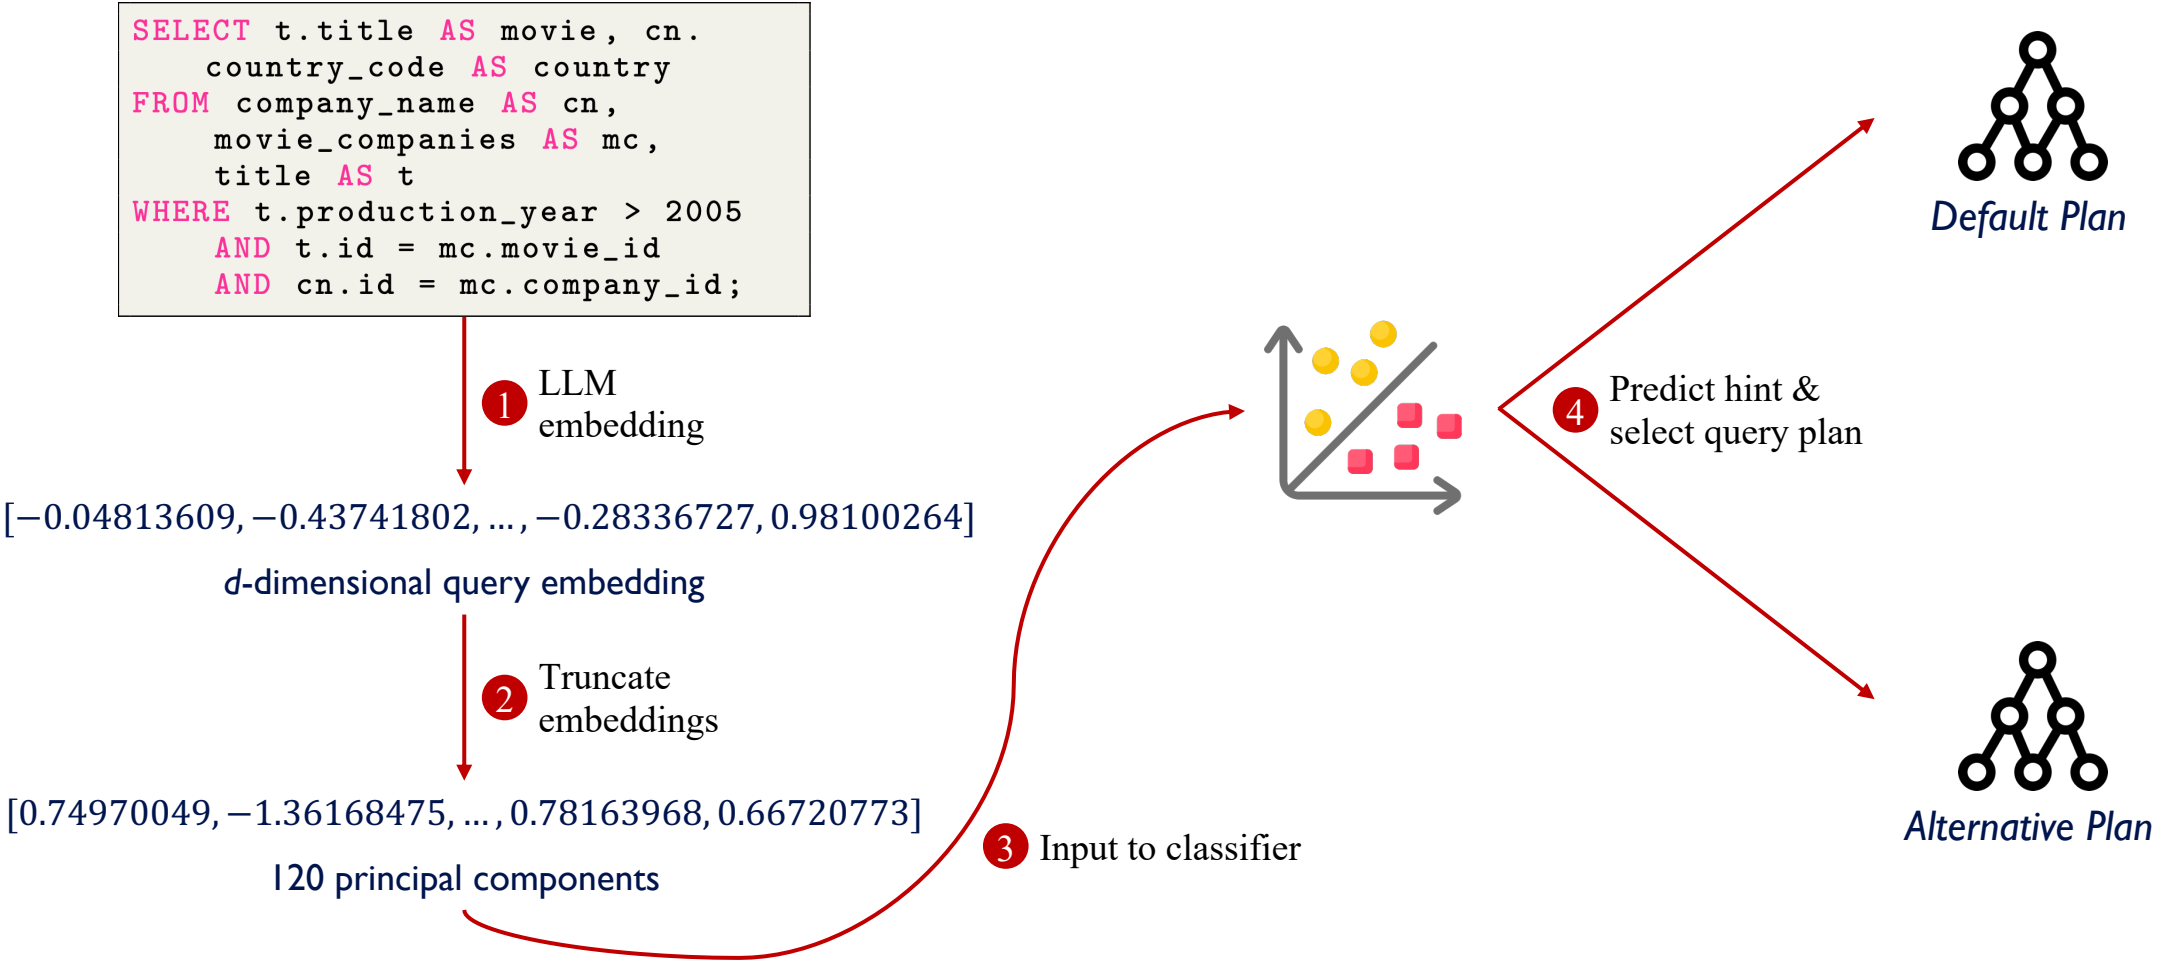 SELECT t.title AS movie, cn.
country_code AS country
FROM company_name AS cn,
movie_companies AS mc,
title AS t
WHERE t.production_year > 2005
AND t.id = mc.movie_id
AND cn.id = mc.company_id;
1 LLM
embedding
[−0.04813609, −0.43741802, … , −0.28336727, 0.98100264]
d-dimensional query embedding
2 Truncate
embeddings
[0.74970049, −1.36168475, … , 0.78163968, 0.66720773]
120 principal components
3 Input to classifier
4 Predict hint &
select query plan
Default Plan
Alternative Plan